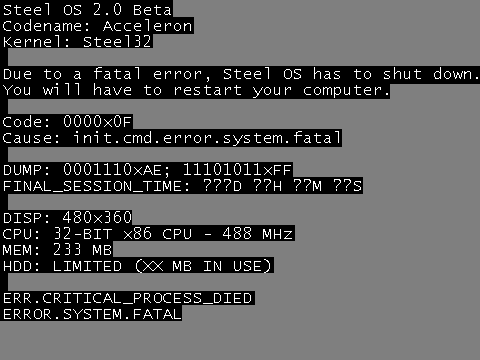 Steel OS 2.0 Beta
Codename: Acceleron
Kernel: Steel32
Due to a fatal error, Steel OS has to shut down.
You will have to restart your computer.
Code: 0000x0F
Cause: init.cmd.error.system.fatal
DUMP: 0001110xAE; 11101011xFF
FINAL_SESSION_TIME: ???D ??H ??M ??S
DISP: 480x360
CPU: 32-BIT x86 CPU - 488 MHz
MEM: 233 MB
HDD: LIMITED (XX MB IN USE)
ERR.CRITICAL_PROCESS_DIED
ERROR.SYSTEM.FATAL